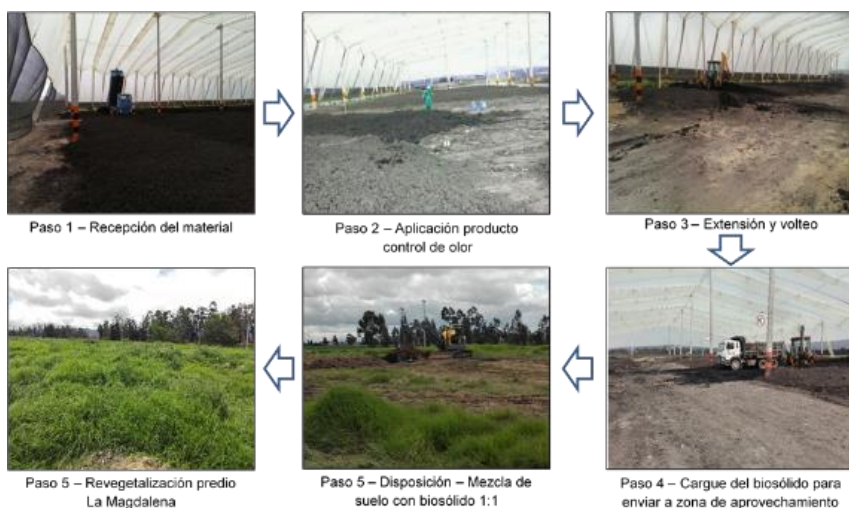 Paso 1 – Recepción del material
Paso 2 – Aplicación producto
control de olor
Paso 3 – Extensión y volteo
Paso 4 – Cargue del biosólido para
enviar a zona de aprovechamiento
Paso 5 – Disposición – Mezcla de
suelo con biosólido 1:1
Paso 5 – Revegetalización predio
La Magdalena